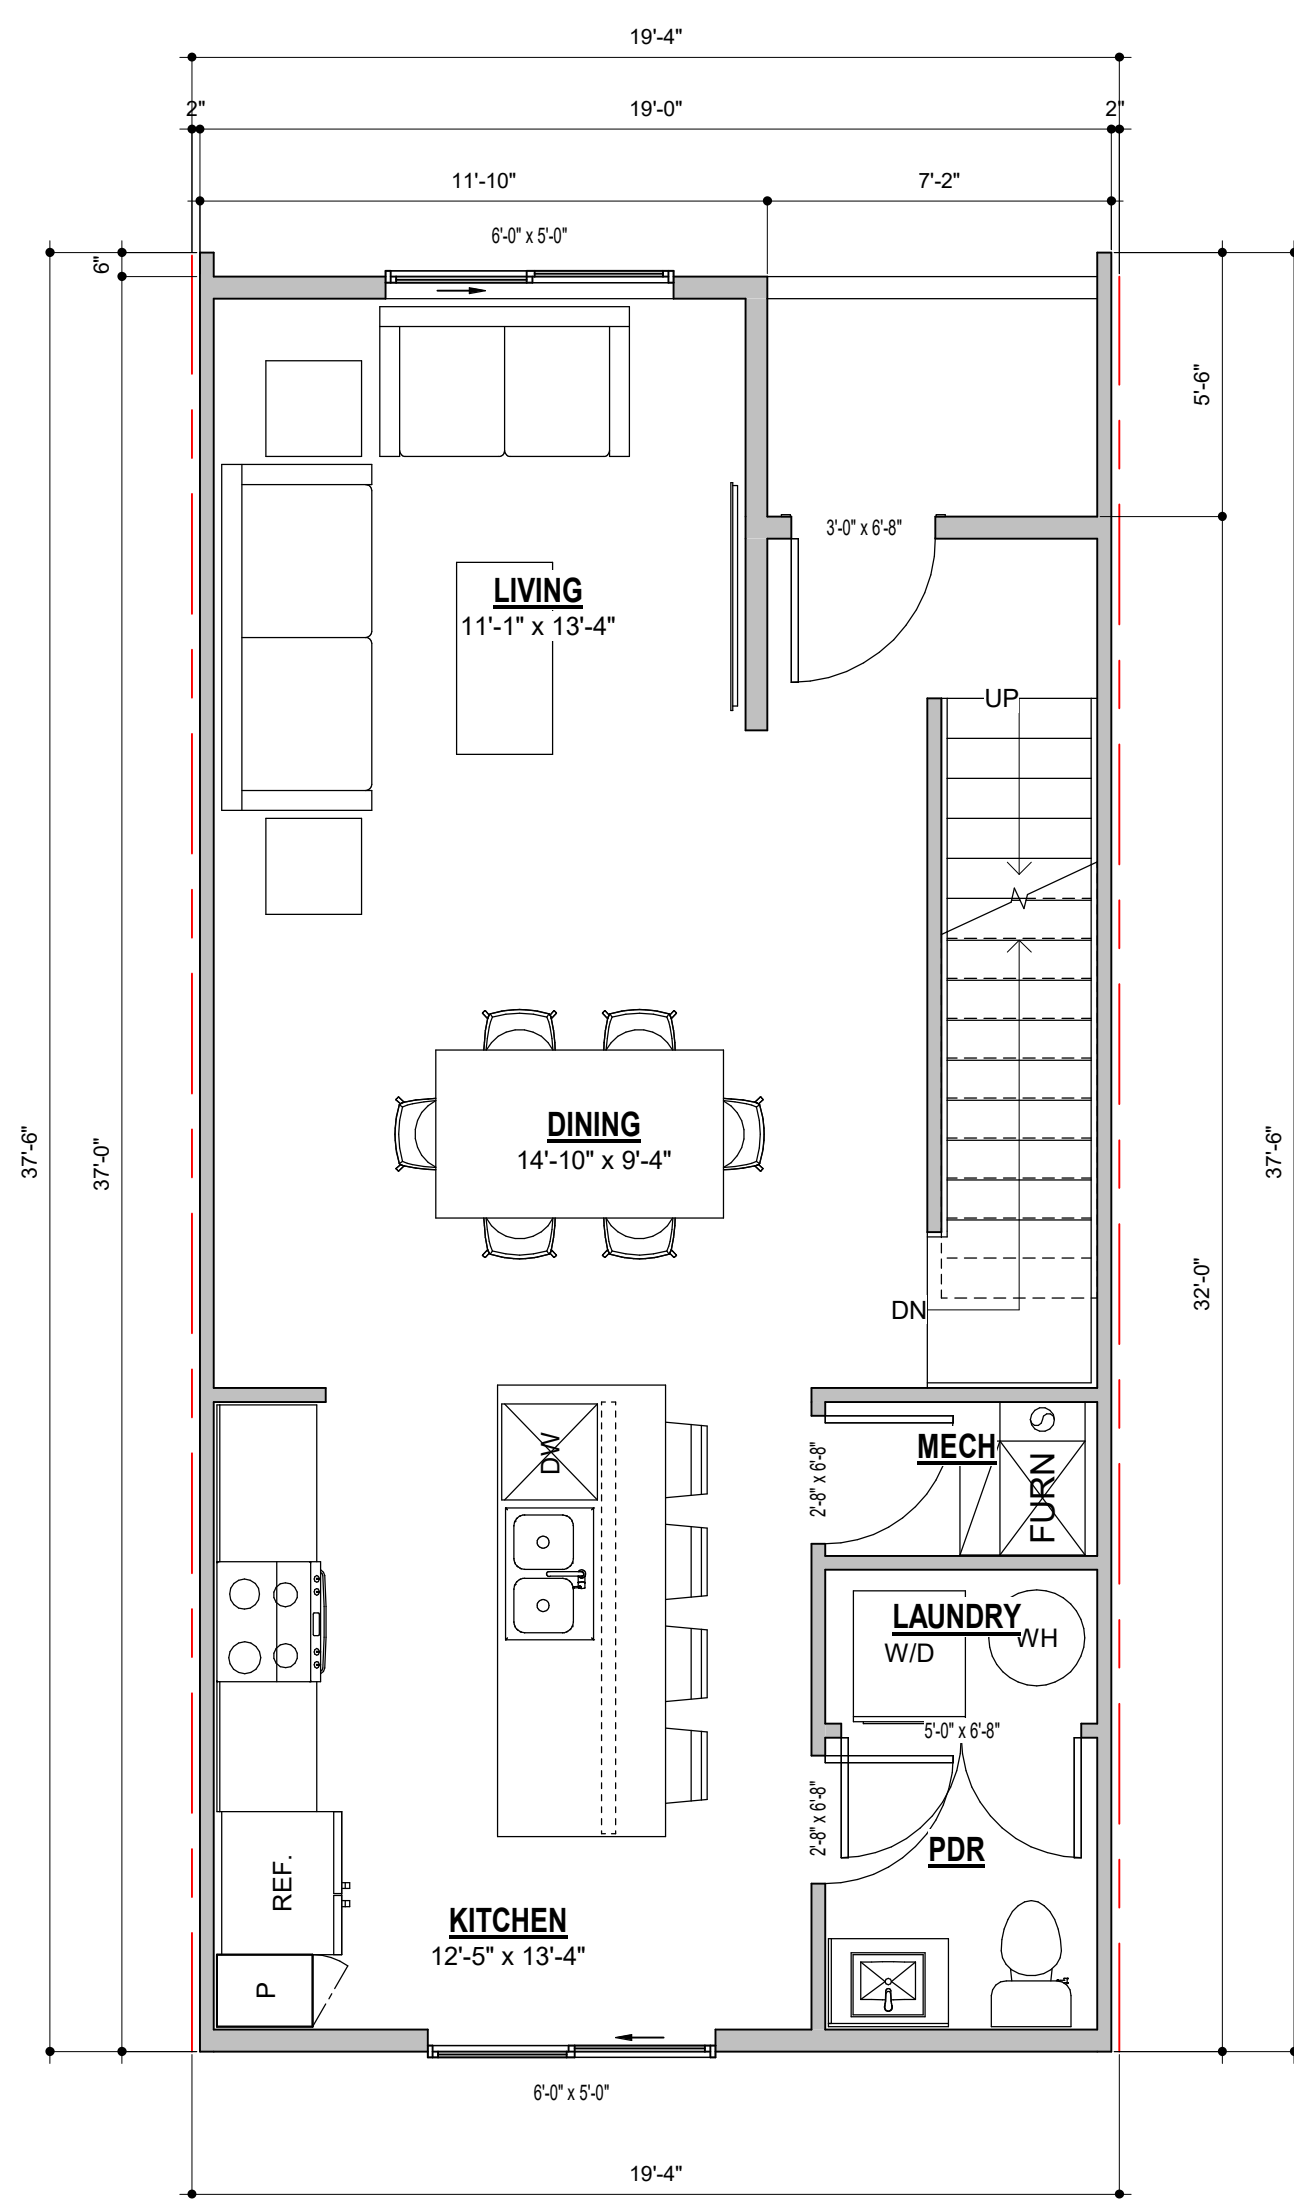 19'-4"
2"
19'-0"
2"
11'-10"
7'-2"
6'-0" x 5'-0"
6"
5'-6"
3'-0" x 6'-8"
LIVING
11'-1" x 13'-4"
UP
DINING
14'-10" x 9'-4"
37'-6"
37'-0"
37'-6"
32'-0"
DN
DW
MECH
2'-8" x 6'-8"
FURN
LAUNDRY
W/D
WH
5'-0" x 6'-8"
2'-8" x 6'-8"
PDR
REF.
KITCHEN
12'-5" x 13'-4"
P
6'-0" x 5'-0"
19'-4"